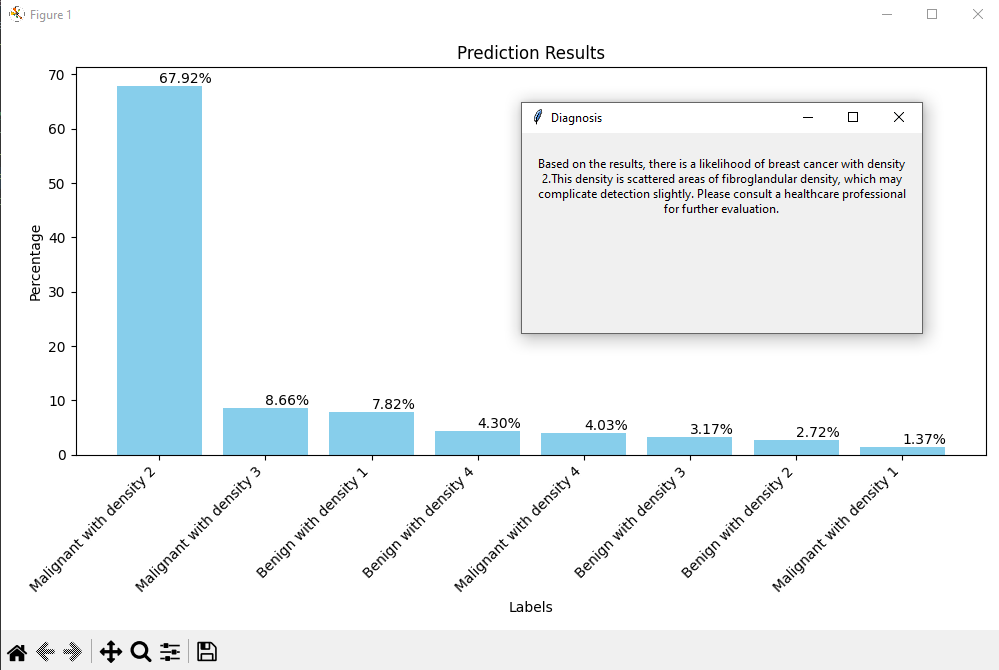 Figure 1
Prediction Results
67.92%
8.66%
7.82%
4.30%
4.03%
3.17%
2.72%
1.37%
70
60
50
40
30
20
10
0
Percentage
Malignant with density 2
Malignant with density 3
Benign with density 1
Benign with density 4
Malignant with density 4
Benign with density 3
Benign with density 2
Malignant with density 1
Labels
Diagnosis
Based on the results, there is a likelihood of breast cancer with density
2.This density is scattered areas of fibroglandular density, which may
complicate detection slightly. Please consult a healthcare professional
for further evaluation.